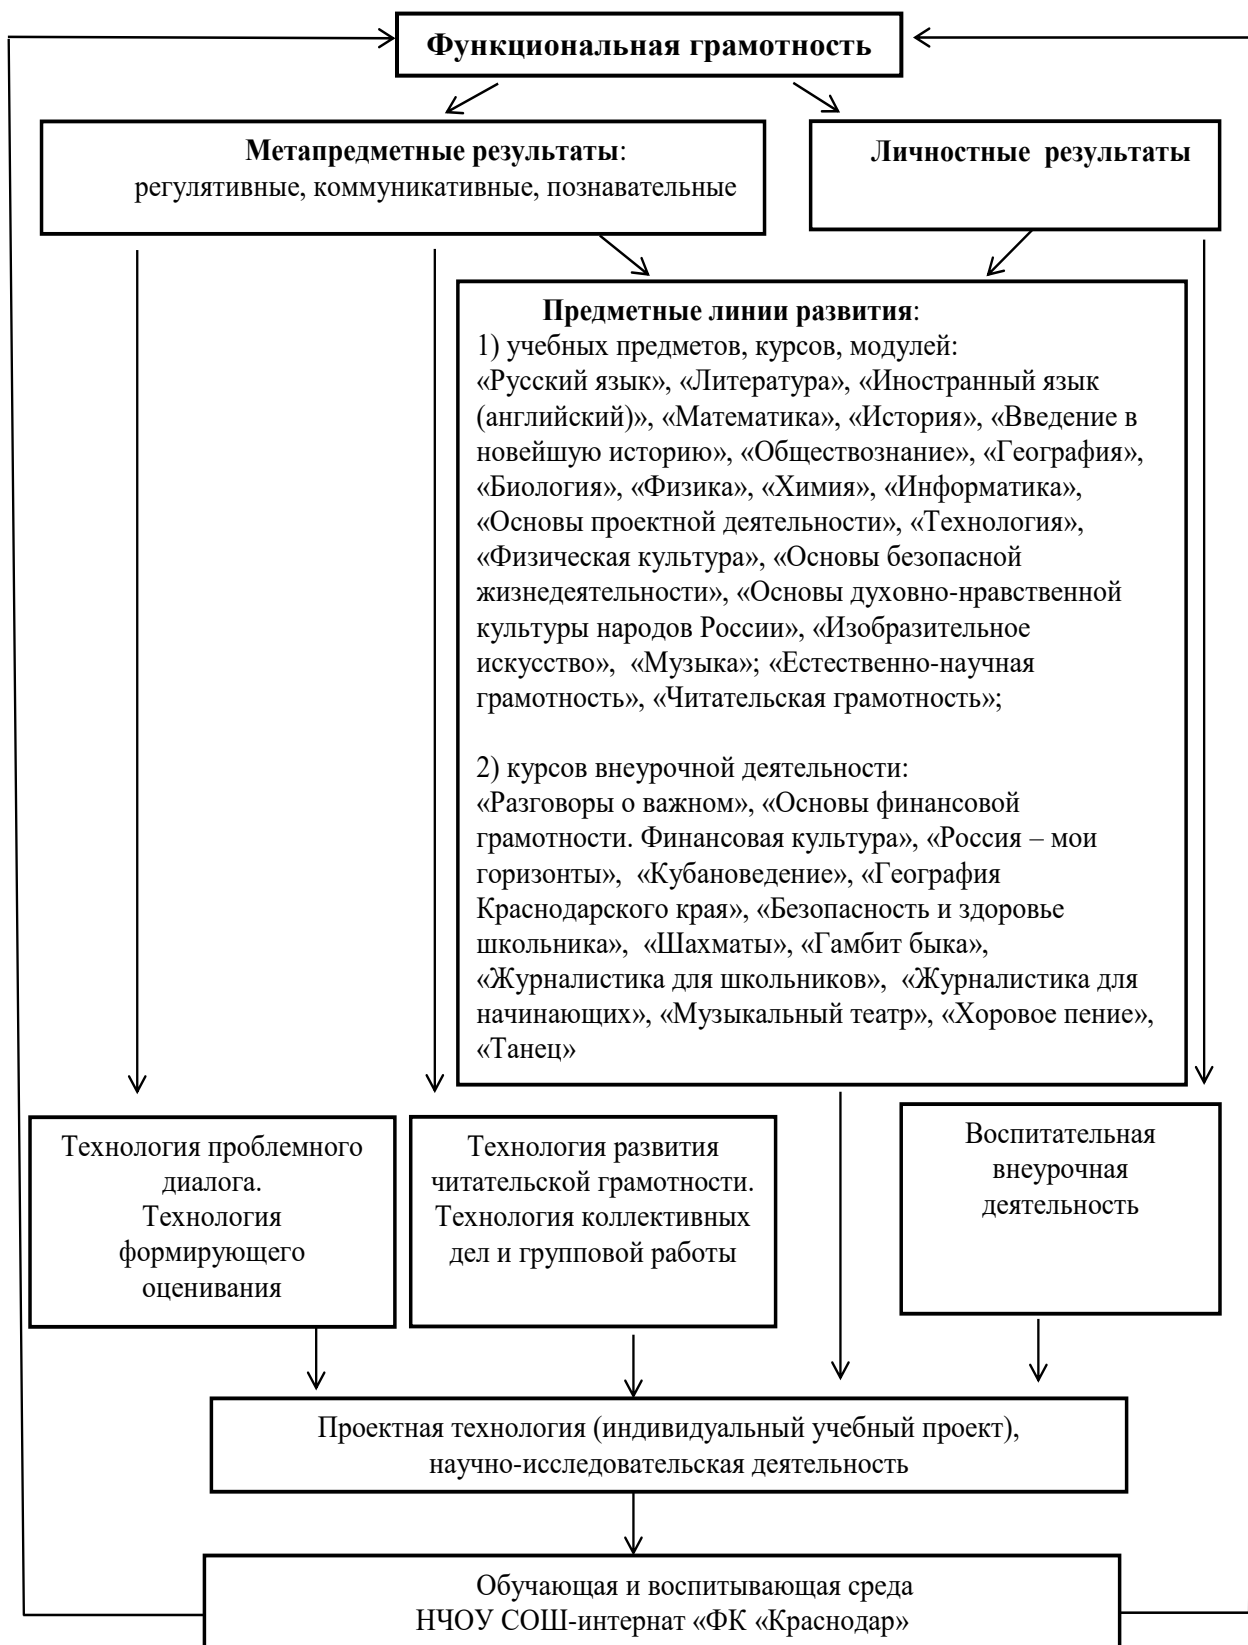 Функциональная грамотность
Метапредметные результаты:
регулятивные, коммуникативные, познавательные
Личностные результаты
Предметные линии развития:
1) учебных предметов, курсов, модулей:
«Русский язык», «Литература», «Иностранный язык
(английский)», «Математика», «История», «Введение в
новейшую историю», «Обществознание», «География»,
«Биология», «Физика», «Химия», «Информатика»,
«Основы проектной деятельности», «Технология»,
«Физическая культура», «Основы безопасной
жизнедеятельности», «Основы духовно-нравственной
культуры народов России», «Изобразительное
искусство», «Музыка»; «Естественно-научная
грамотность», «Читательская грамотность»;
2) курсов внеурочной деятельности:
«Разговоры о важном», «Основы финансовой
грамотности. Финансовая культура», «Россия – мои
горизонты», «Кубановедение», «География
Краснодарского края», «Безопасность и здоровье
школьника», «Шахматы», «Гамбит быка»,
«Журналистика для школьников», «Журналистика для
начинающих», «Музыкальный театр», «Хоровое пение»,
«Танец»
Технология проблемного
диалога.
Технология
формирующего
оценивания
Технология развития
читательской грамотности.
Технология коллективных
дел и групповой работы
Воспитательная
внеурочная
деятельность
Проектная технология (индивидуальный учебный проект),
научно-исследовательская деятельность
Обучающая и воспитывающая среда
НЧОУ СОШ-интернат «ФК «Краснодар»